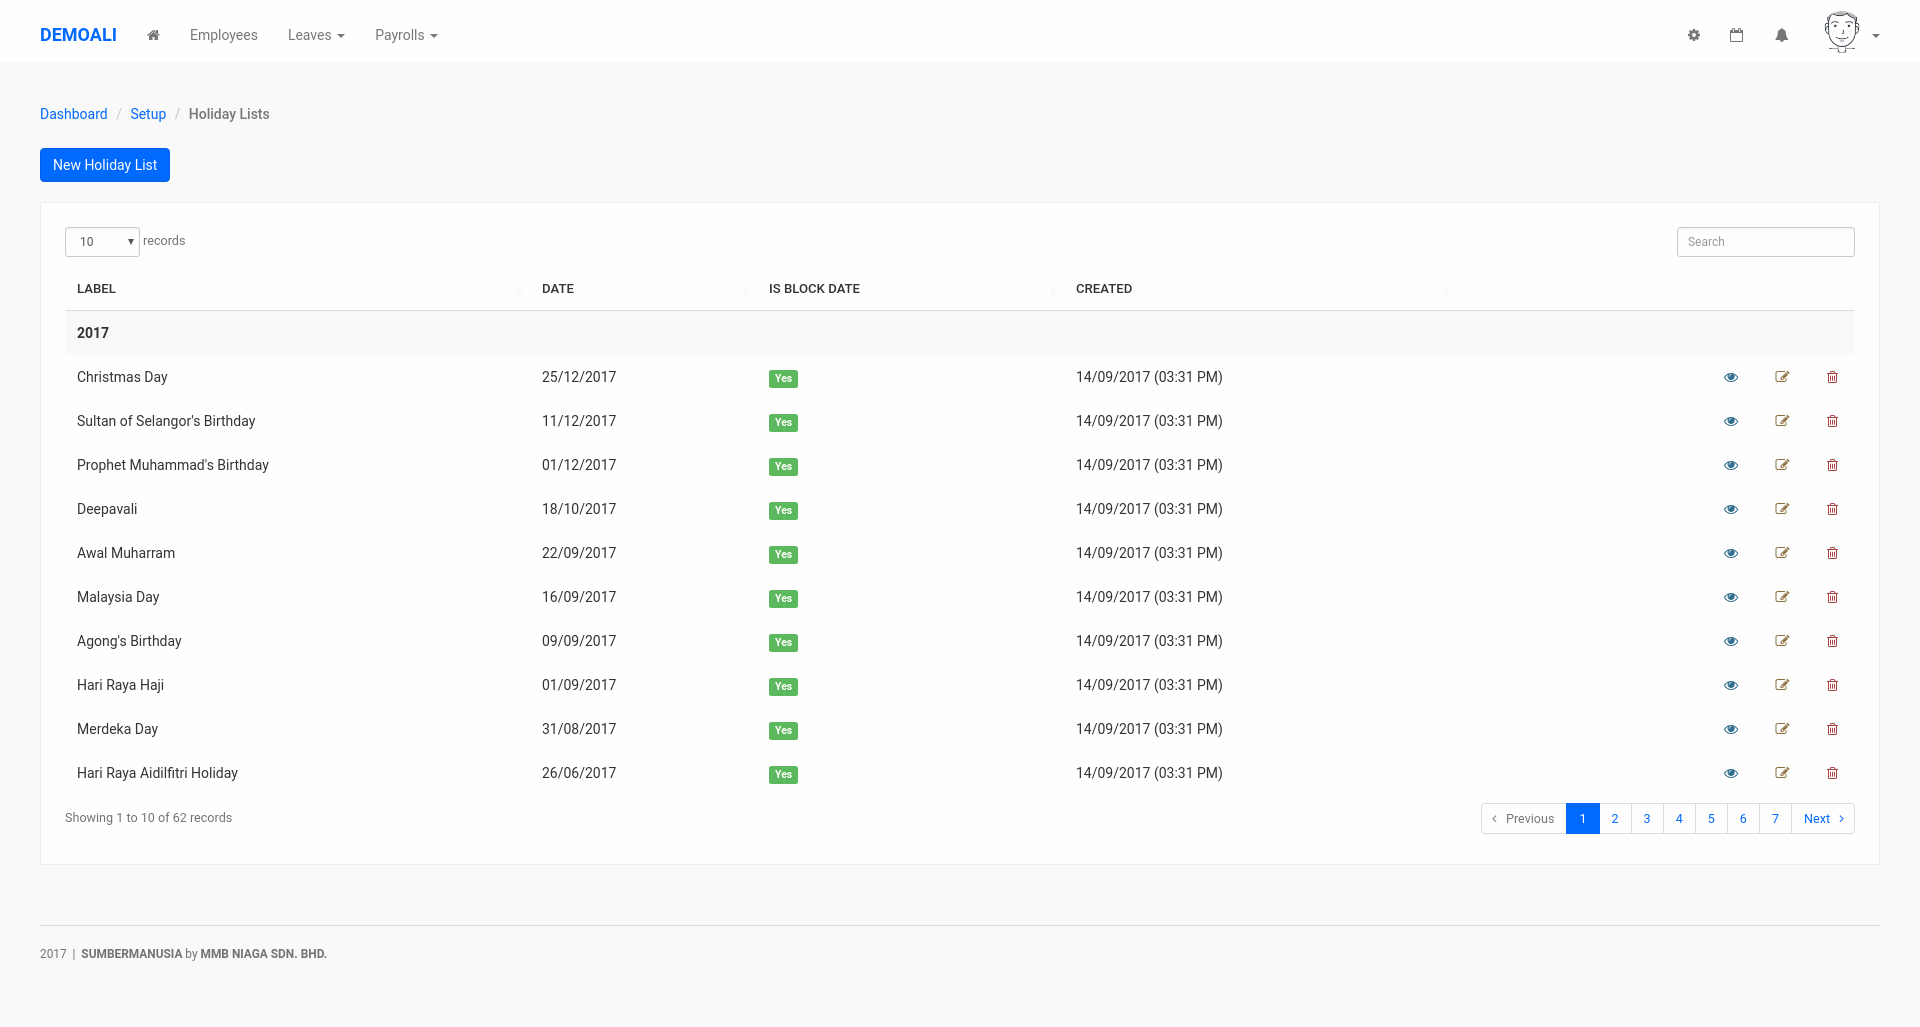 DEMOALI Employees Leaves Payrolls
Dashboard / Setup / Holiday Lists
New Holiday List
10 records Search
LABEL DATE IS BLOCK DATE CREATED
2017
Christmas Day 25/12/2017 Yes 14/09/2017 (03:31 PM)
Sultan of Selangor's Birthday 11/12/2017 Yes 14/09/2017 (03:31 PM)
Prophet Muhammad's Birthday 01/12/2017 Yes 14/09/2017 (03:31 PM)
Deepavali 18/10/2017 Yes 14/09/2017 (03:31 PM)
Awal Muharram 22/09/2017 Yes 14/09/2017 (03:31 PM)
Malaysia Day 16/09/2017 Yes 14/09/2017 (03:31 PM)
Agong's Birthday 09/09/2017 Yes 14/09/2017 (03:31 PM)
Hari Raya Haji 01/09/2017 Yes 14/09/2017 (03:31 PM)
Merdeka Day 31/08/2017 Yes 14/09/2017 (03:31 PM)
Hari Raya Aidilfitri Holiday 26/06/2017 Yes 14/09/2017 (03:31 PM)
Showing 1 to 10 of 62 records Previous 1 2 3 4 5 6 7 Next
2017 | SUMBERMANUSIA by MMB NIAGA SDN. BHD.